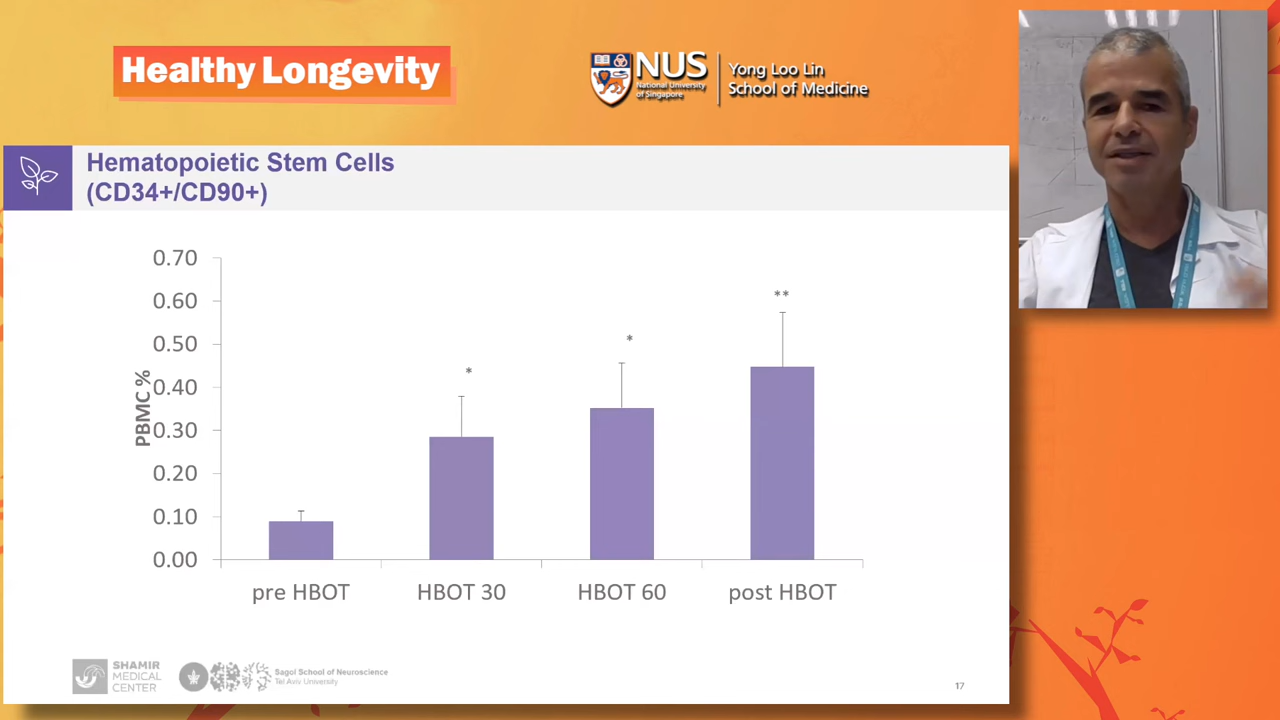 Healthy Longevity
NUS
National University
of Singapore
Yong Loo Lin
School of Medicine
Hematopoietic Stem Cells
(CD34+/CD90+)
PBMC %
0.70
0.60
0.50
0.40
0.30
0.20
0.10
0.00
*
*
**
pre HBOT
HBOT 30
HBOT 60
post HBOT
SHAMIR
MEDICAL
CENTER
Sagol School of Neuroscience
Tel Aviv University
17